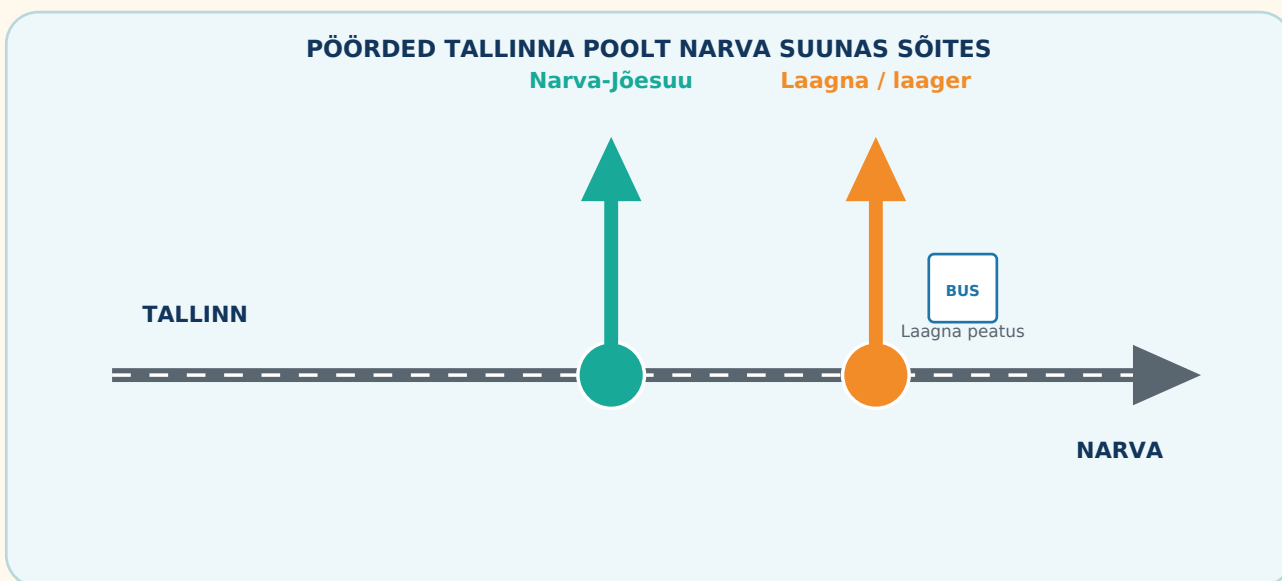 PÖÖRDED TALLINNA POOLT NARVA SUUNAS SÕITES
Narva-Jõesuu
Laagna / laager
BUS
Laagna peatus
TALLINN
NARVA